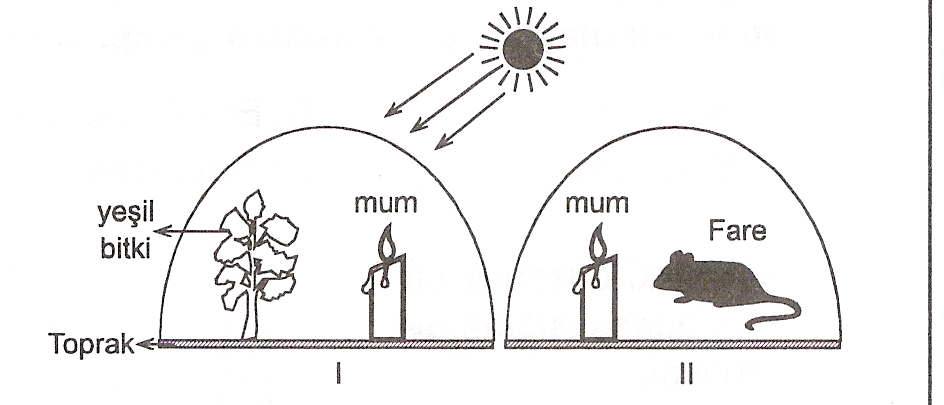 mum
mum
yeşil
bitki
Fare
Toprak
I
II